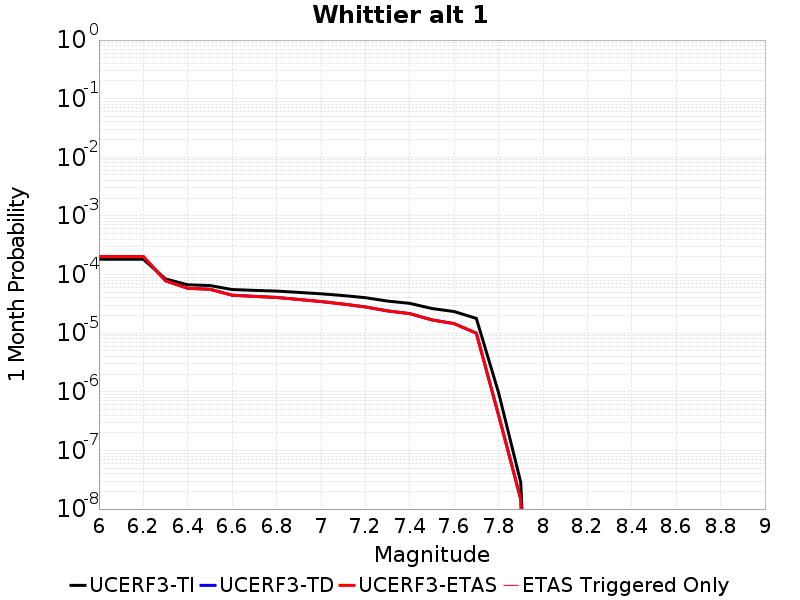 Whittier alt 1
1 Month Probability
10^0
10^-1
10^-2
10^-3
10^-4
10^-5
10^-6
10^-7
10^-8
6 6.2 6.4 6.6 6.8 7 7.2 7.4 7.6 7.8 8 8.2 8.4 8.6 8.8 9
Magnitude
UCERF3-TI UCERF3-TD UCERF3-ETAS ETAS Triggered Only